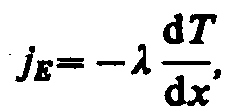 j_E = −λ dT/dx,